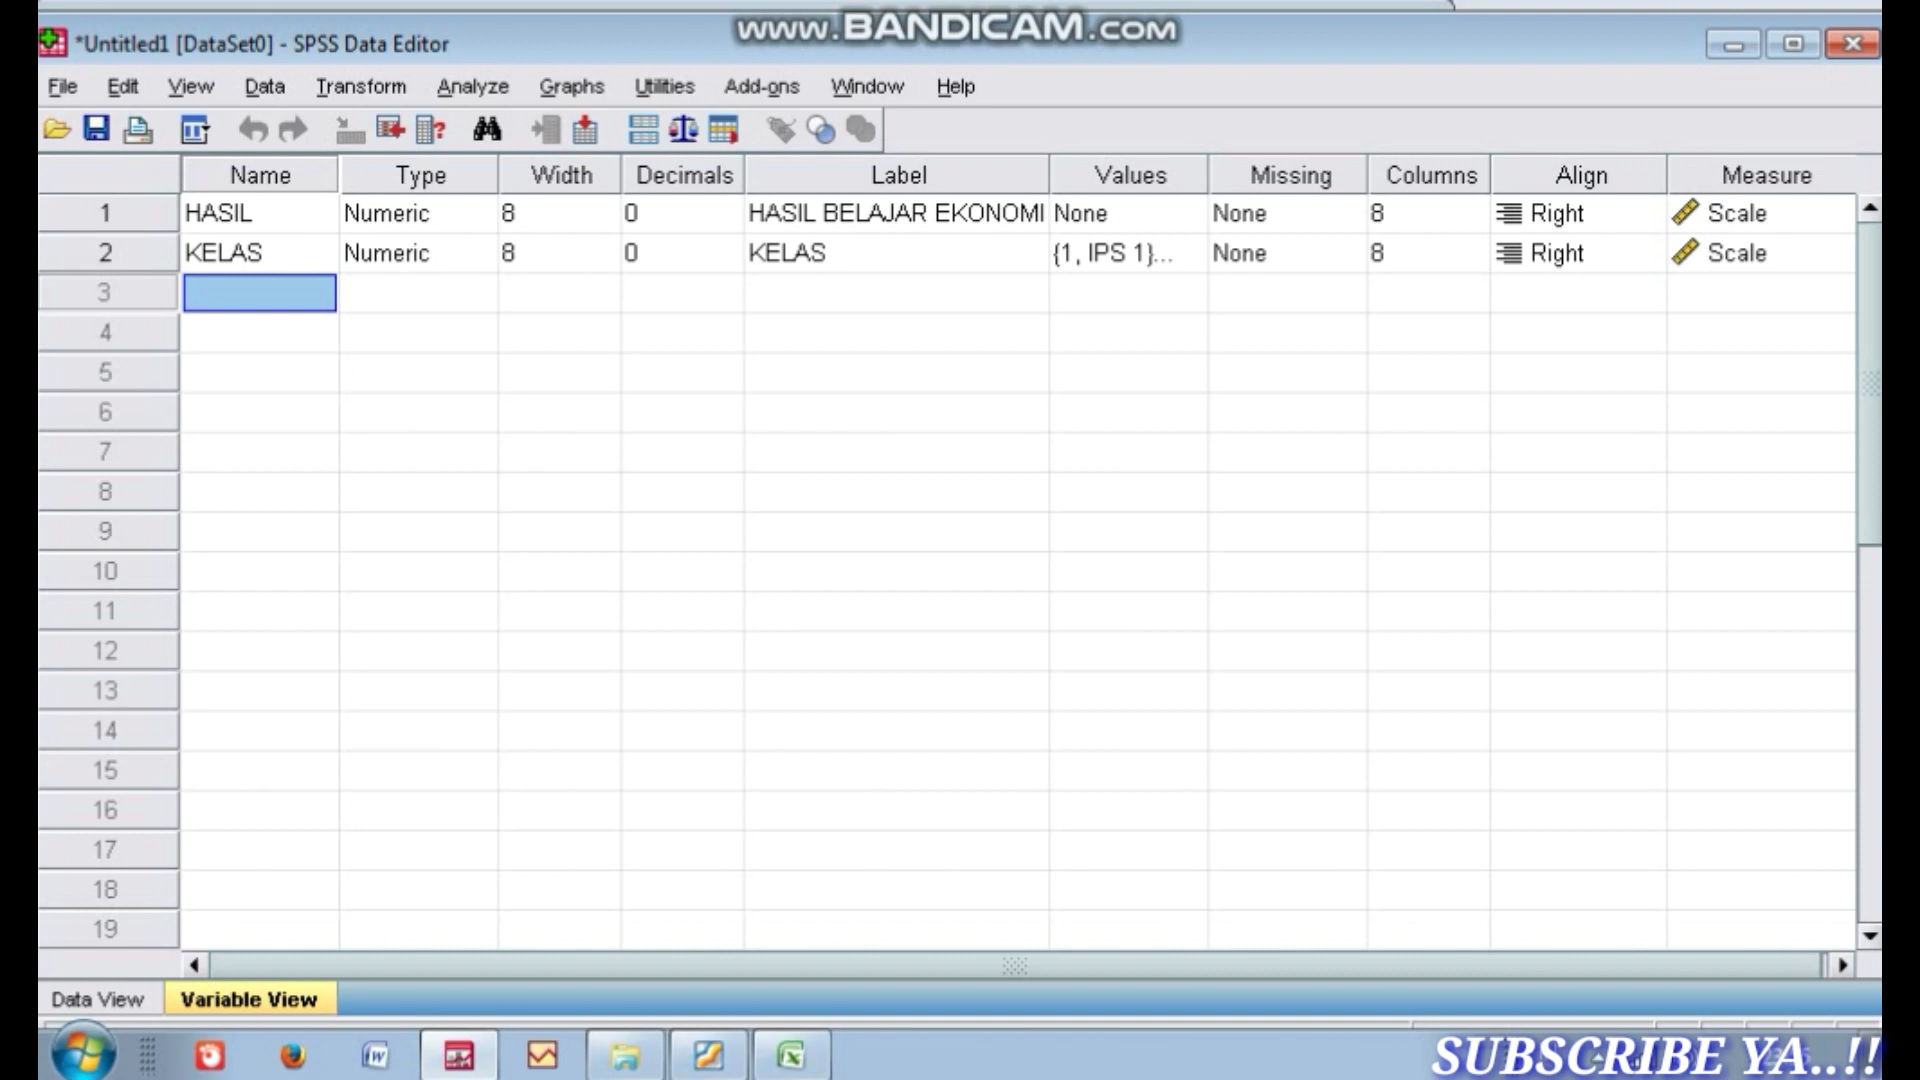 www.BANDICAM.com
*Untitled1 [DataSet0] - SPSS Data Editor
File Edit View Data Transform Analyze Graphs Utilities Add-ons Window Help
Name Type Width Decimals Label Values Missing Columns Align Measure
1 HASIL Numeric 8 0 HASIL BELAJAR EKONOMI None None 8 Right Scale
2 KELAS Numeric 8 0 KELAS {1, IPS 1}... None 8 Right Scale
3
4
5
6
7
8
9
10
11
12
13
14
15
16
17
18
19
Data View Variable View
SUBSCRIBE YA..!!